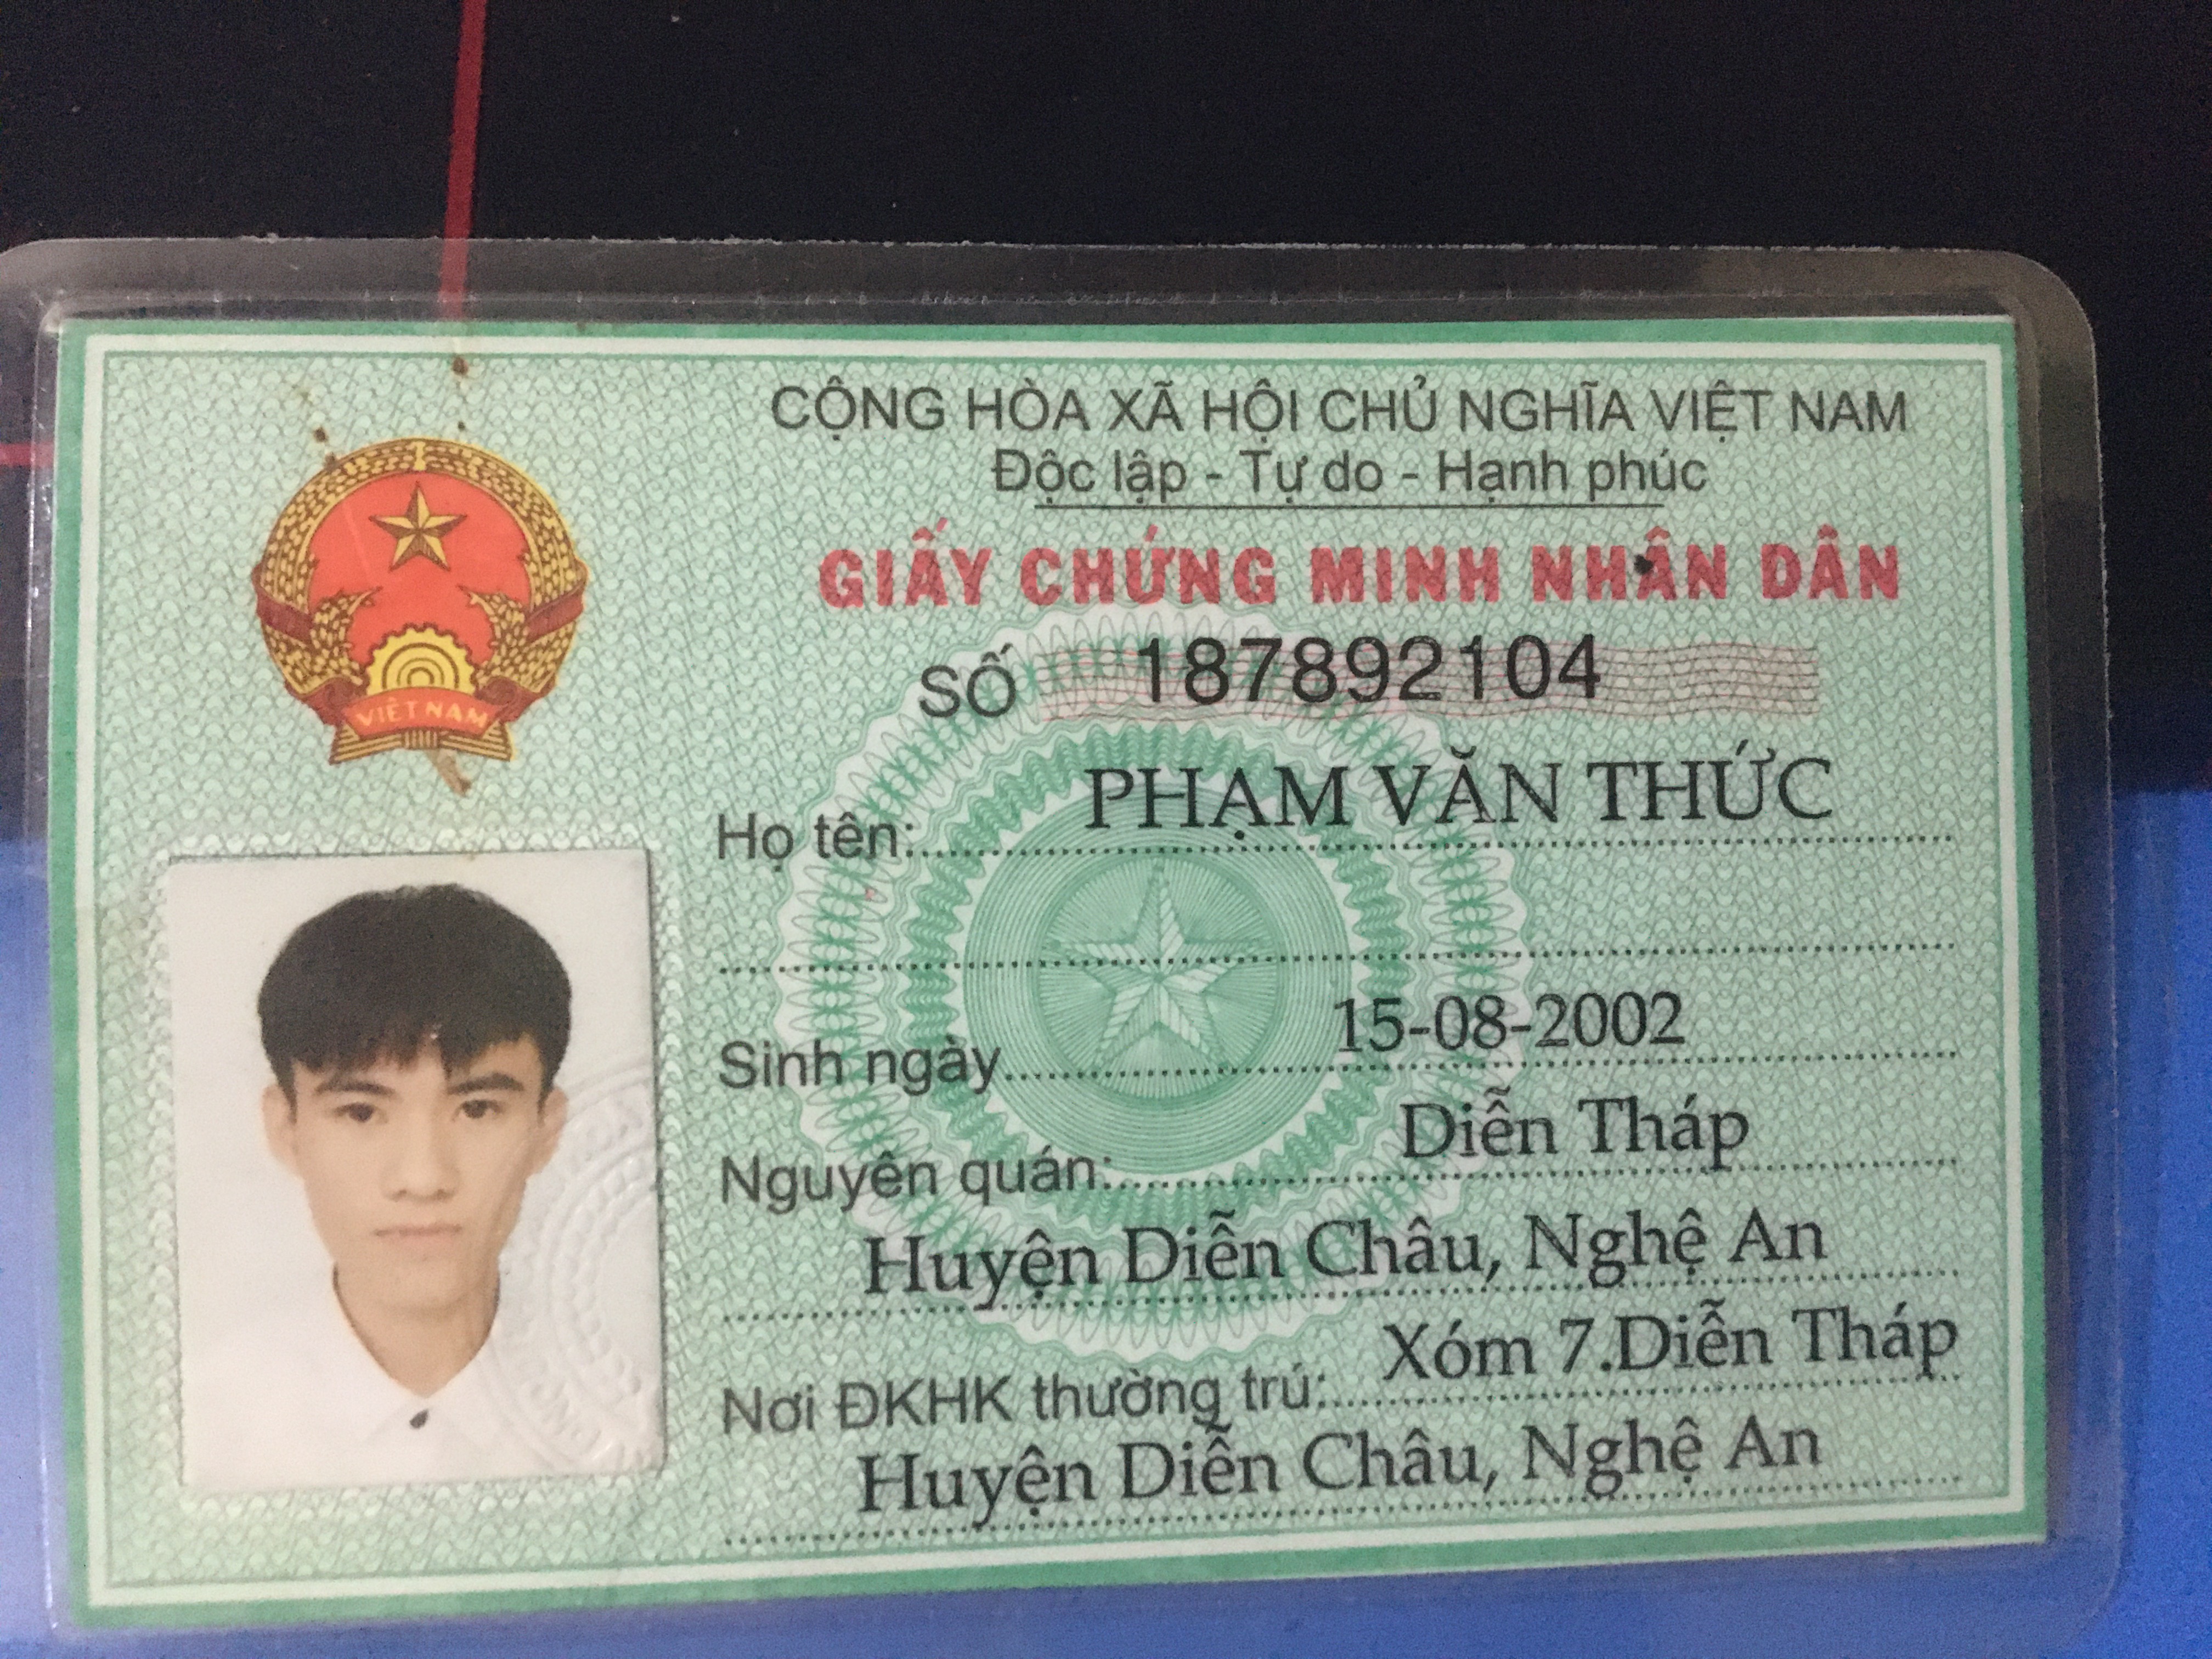 CỘNG HÒA XÃ HỘI CHỦ NGHĨA VIỆT NAM
Độc lập - Tự do - Hạnh phúc
GIẤY CHỨNG MINH NHÂN DÂN
SỐ 187892104
VIỆT NAM
Họ tên: PHẠM VĂN THỨC
Sinh ngày 15-08-2002
Nguyên quán: Diễn Tháp
Huyện Diễn Châu, Nghệ An
Nơi ĐKHK thường trú: Xóm 7.Diễn Tháp
Huyện Diễn Châu, Nghệ An